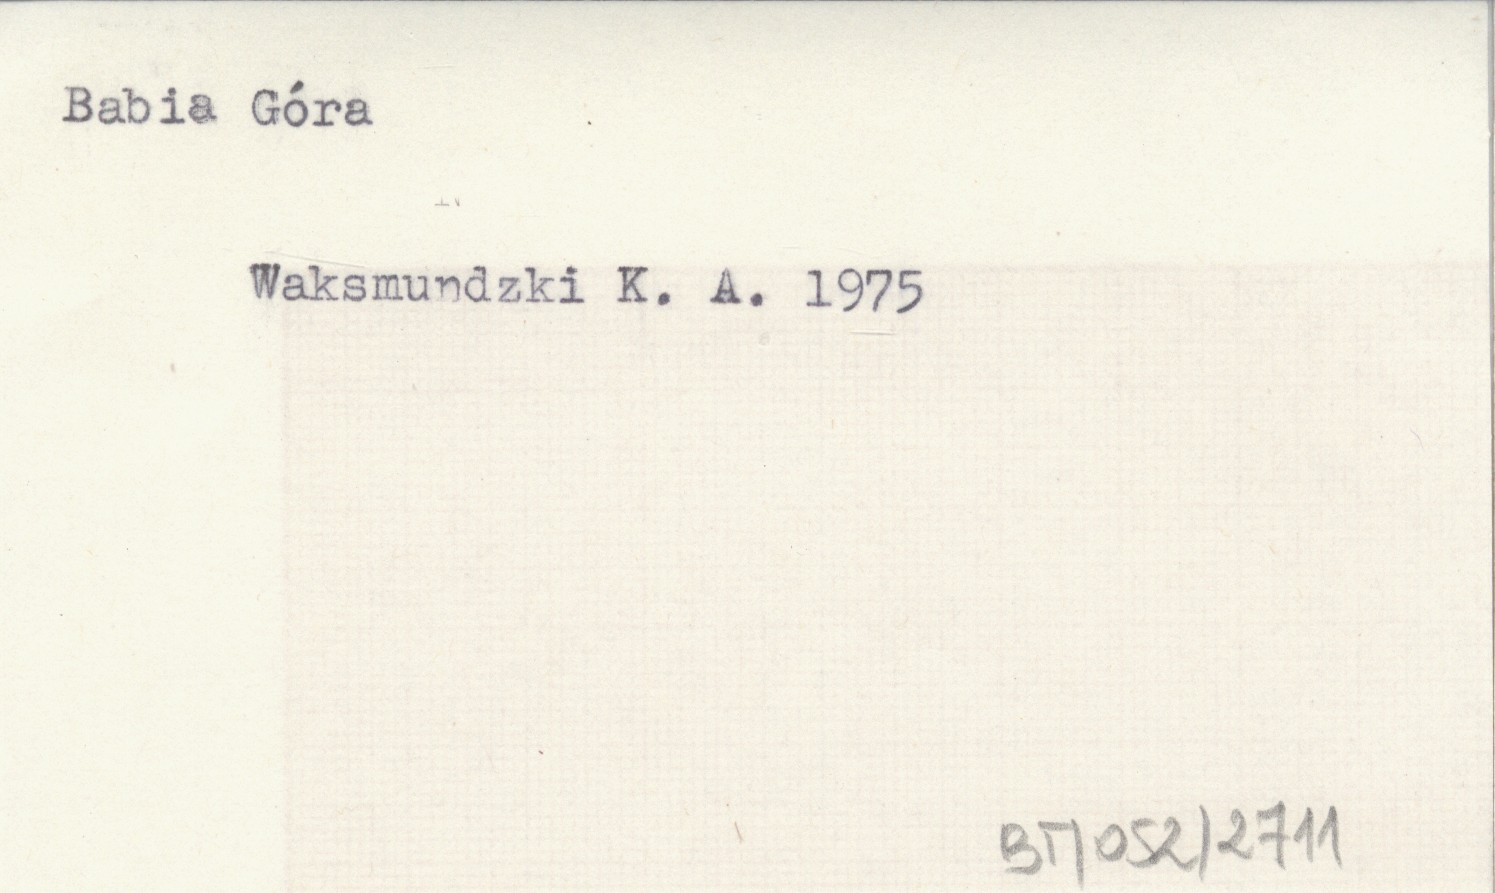 Babia Góra
Waksmundzki K. A. 1975
BT/052/2711